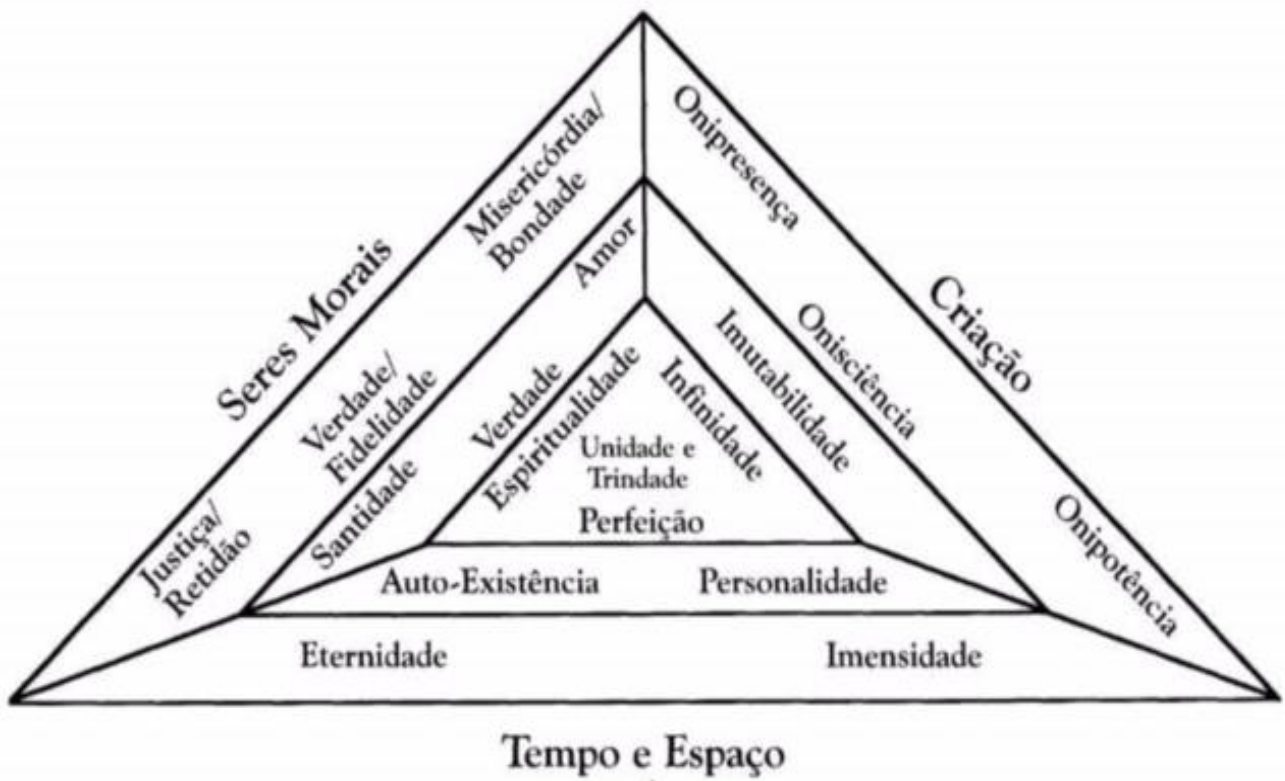 Onipresença
Misericórdia/
Bondade
Amor
Seres Morais
Criação
Onisciência
Imutabilidade
Verdade/
Fidelidade
Verdade
Espiritualidade
Infinidade
Unidade e
Trindade
Perfeição
Santidade
Justiça/
Retidão
Onipotência
Auto-Existência
Personalidade
Eternidade
Imensidade
Tempo e Espaço